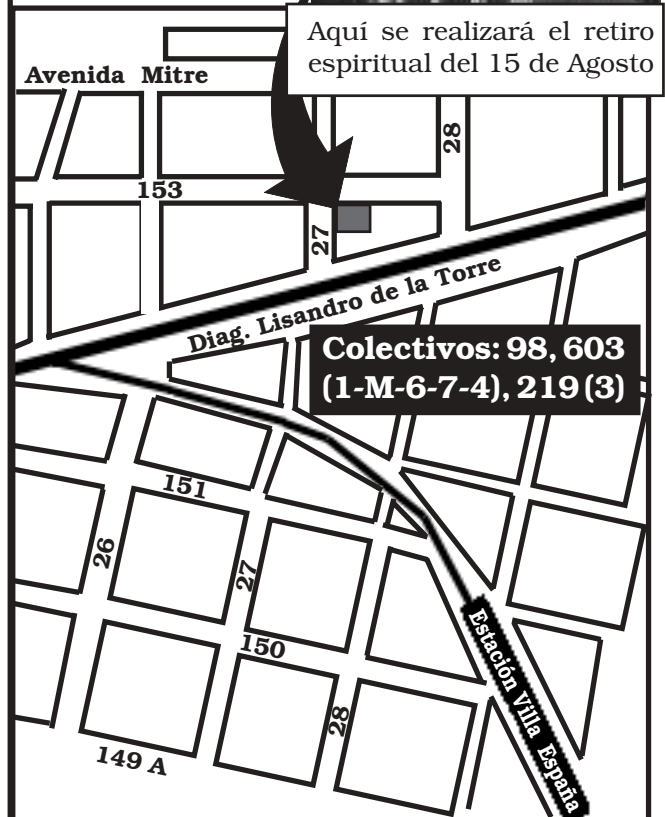 Aquí se realizará el retiro
espiritual del 15 de Agosto
Avenida Mitre
28
153
27
Diag. Lisandro de la Torre
Colectivos: 98, 603
(1-M-6-7-4), 219 (3)
151
26
27
150
28
149 A
Estación Villa España